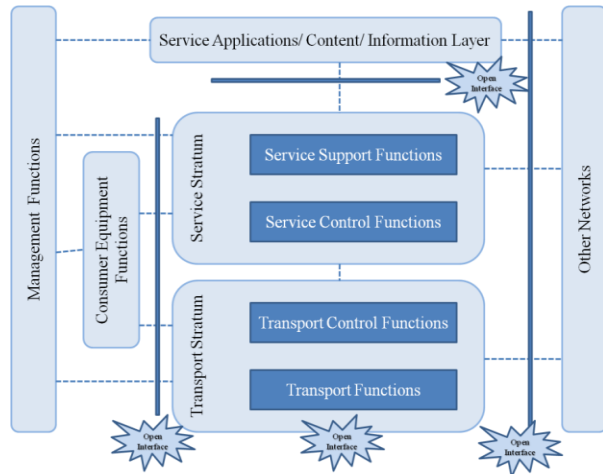 Service Applications/ Content/ Information Layer
Open
Interface
Management Functions
Consumer Equipment
Functions
Service Stratum
Service Support Functions
Service Control Functions
Other Networks
Transport Stratum
Transport Control Functions
Transport Functions
Open
Interface
Open
Interface
Open
Interface